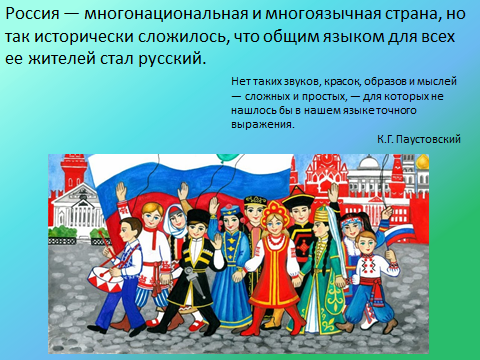 Россия — многонациональная и многоязычная страна, но
так исторически сложилось, что общим языком для всех
ее жителей стал русский.
Нет таких звуков, красок, образов и мыслей
— сложных и простых, — для которых не
нашлось бы в нашем языке точного
выражения.
К.Г. Паустовский